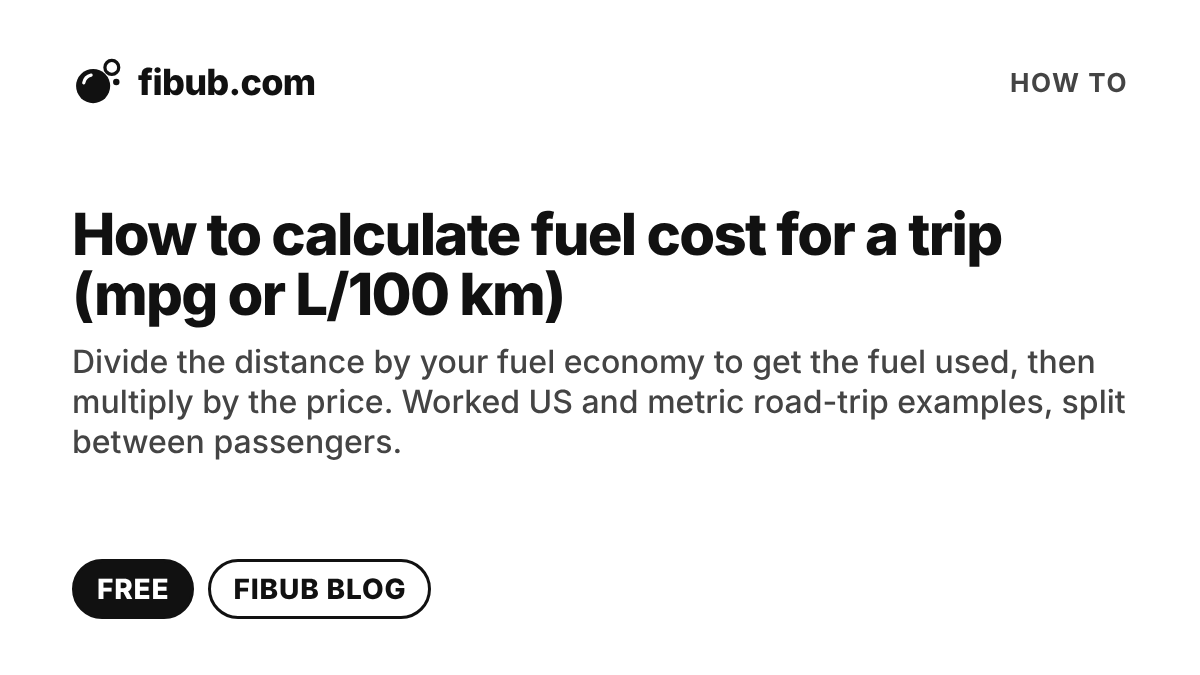 fibub.com
HOW TO
How to calculate fuel cost for a trip
(mpg or L/100 km)
Divide the distance by your fuel economy to get the fuel used, then
multiply by the price. Worked US and metric road-trip examples, split
between passengers.
FREE
FIBUB BLOG